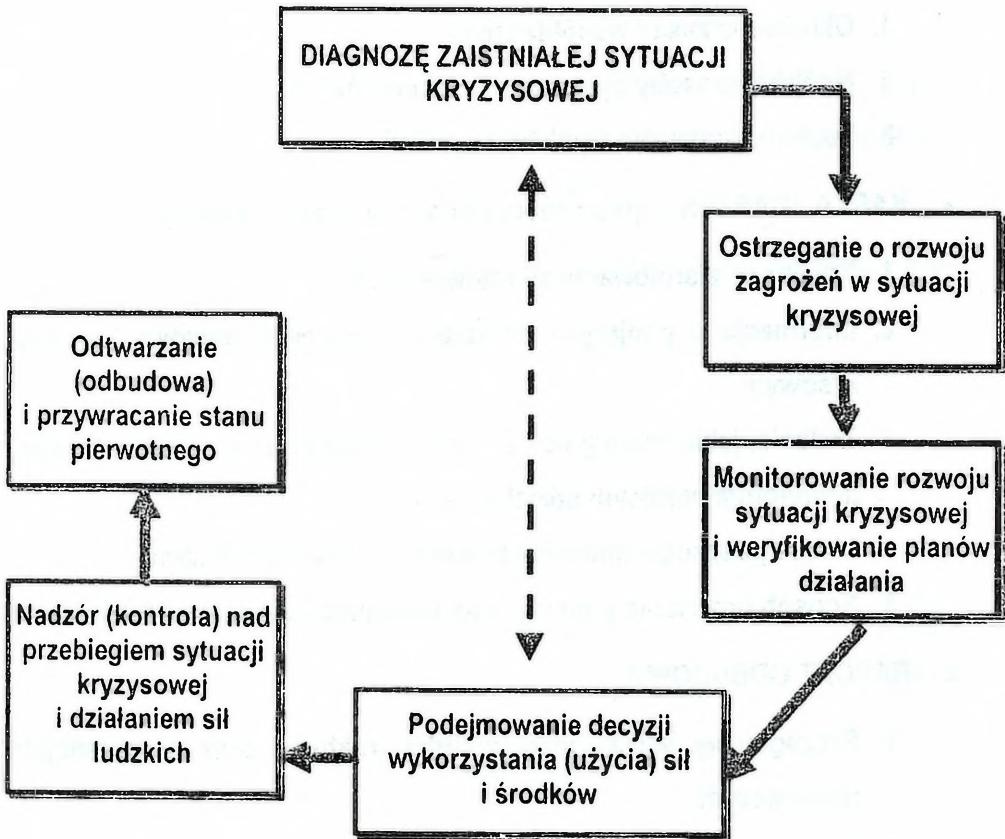 DIAGNOZĘ ZAISTNIAŁEJ SYTUACJI
KRYZYSOWEJ
Ostrzeganie o rozwoju
zagrożeń w sytuacji
kryzysowej
Monitorowanie rozwoju
sytuacji kryzysowej
i weryfikowanie planów
działania
Podejmowanie decyzji
wykorzystania (użycia) sił
i środków
Nadzór (kontrola) nad
przebiegiem sytuacji
kryzysowej
i działaniem sił
ludzkich
Odtwarzanie
(odbudowa)
i przywracanie stanu
pierwotnego